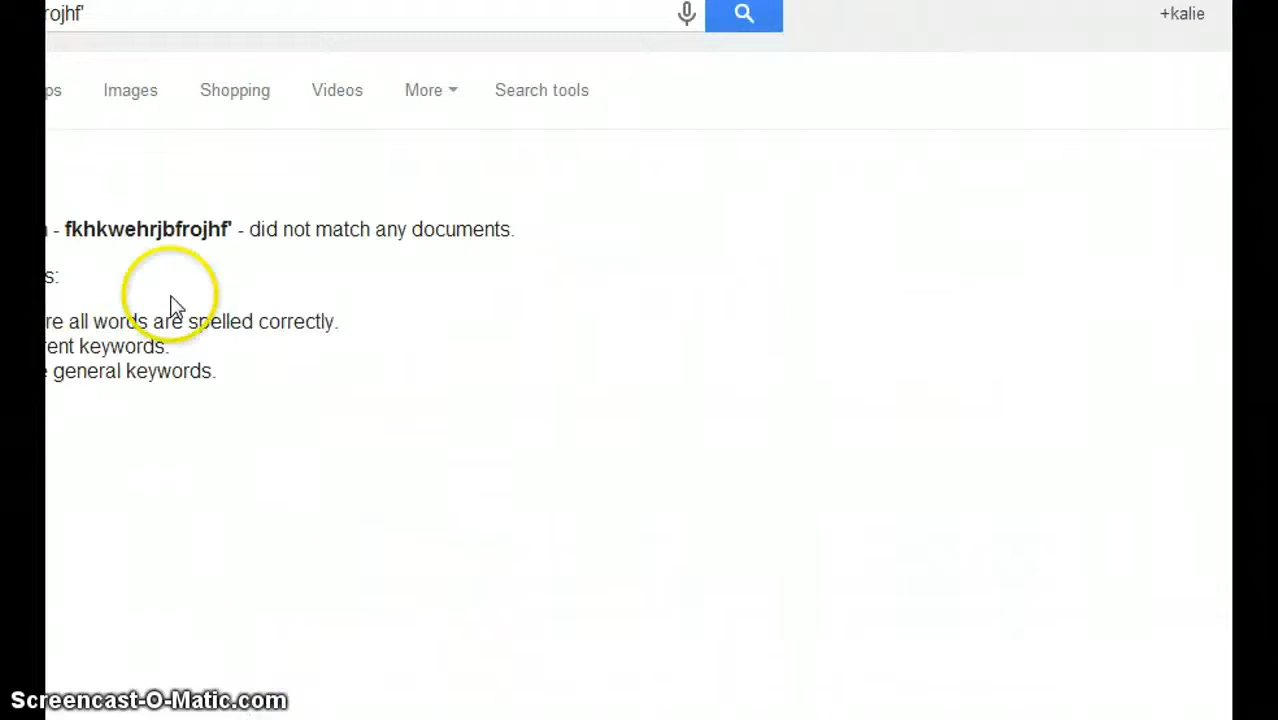 rojhf' +kalie
ps Images Shopping Videos More Search tools
- fkhkwehrjbfrojhf' - did not match any documents.
s:
re all words are spelled correctly.
rent keywords.
general keywords.
Screencast-O-Matic.com